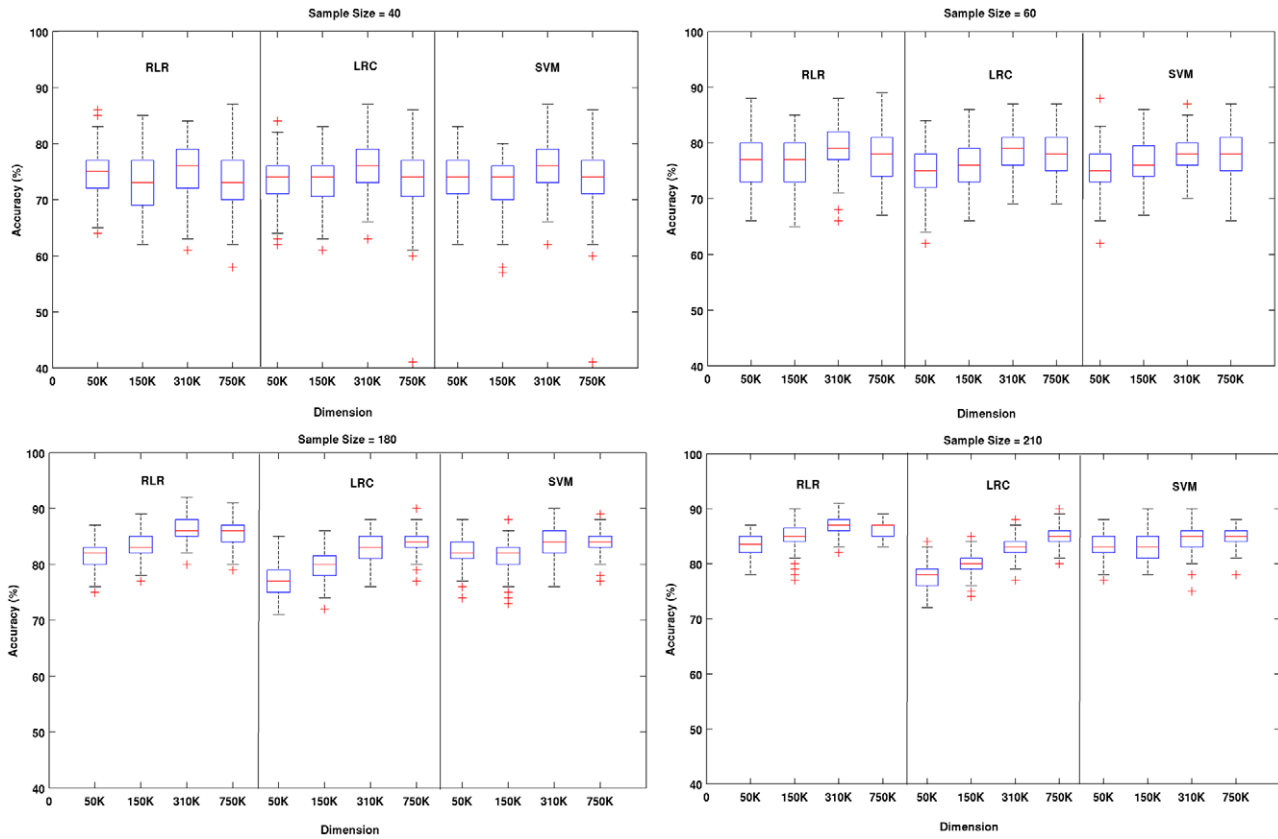 Sample Size = 40
100
90
80
70
60
50
40
Accuracy (%)
RLR LRC SVM
0 50K 150K 310K 750K 50K 150K 310K 750K 50K 150K 310K 750K
Dimension
Sample Size = 60
100
90
80
70
60
50
40
Accuracy (%)
RLR LRC SVM
0 50K 150K 310K 750K 50K 150K 310K 750K 50K 150K 310K 750K
Dimension
Sample Size = 180
100
90
80
70
60
50
40
Accuracy (%)
RLR LRC SVM
0 50K 150K 310K 750K 50K 150K 310K 750K 50K 150K 310K 750K
Dimension
Sample Size = 210
100
90
80
70
60
50
40
Accuracy (%)
RLR LRC SVM
0 50K 150K 310K 750K 50K 150K 310K 750K 50K 150K 310K 750K
Dimension